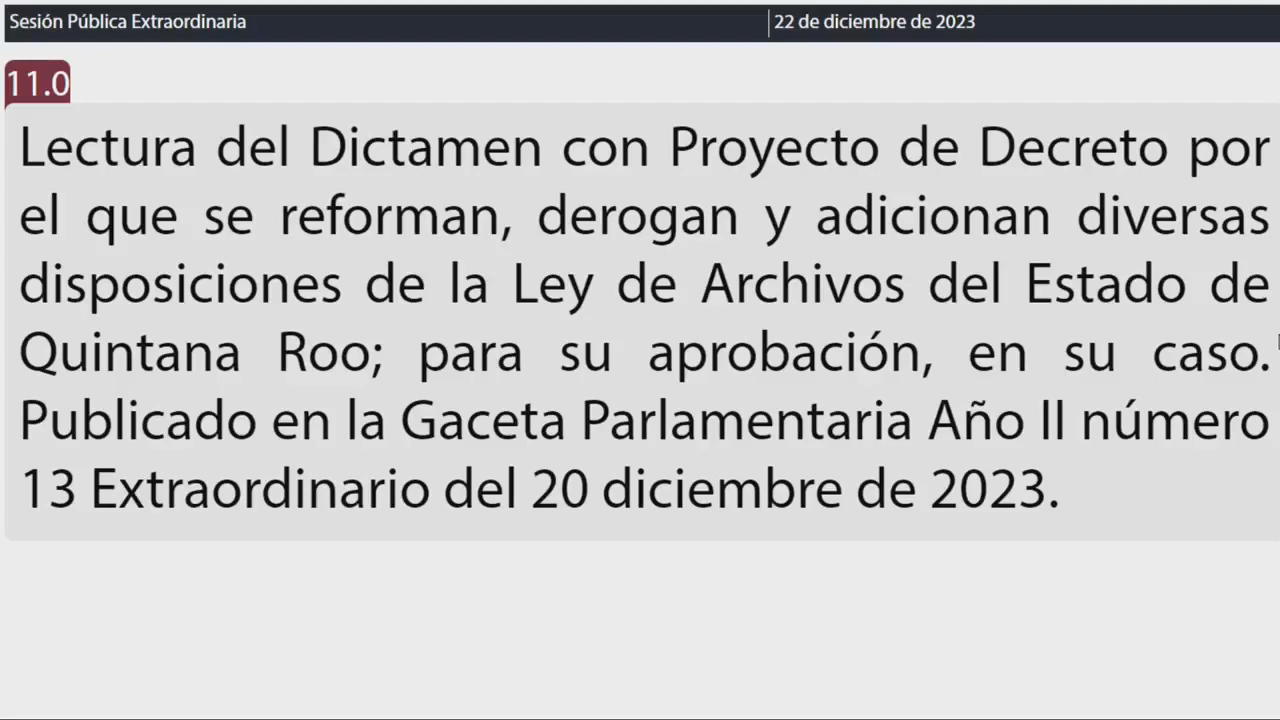 Sesión Pública Extraordinaria
22 de diciembre de 2023
11.0
Lectura del Dictamen con Proyecto de Decreto por
el que se reforman, derogan y adicionan diversas
disposiciones de la Ley de Archivos del Estado de
Quintana Roo; para su aprobación, en su caso.
Publicado en la Gaceta Parlamentaria Año II número
13 Extraordinario del 20 diciembre de 2023.